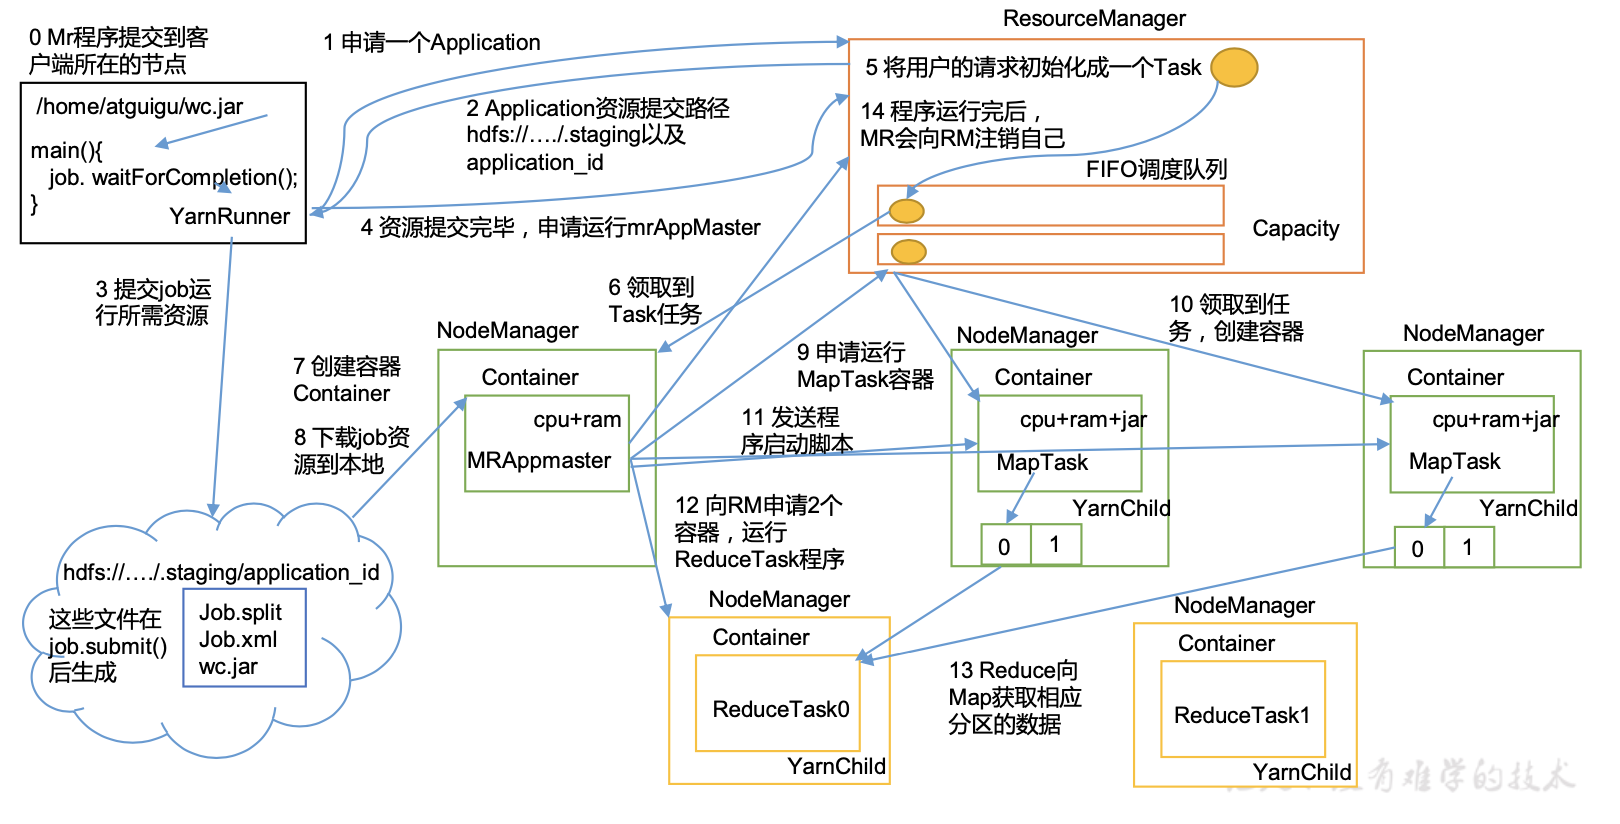 ResourceManager
0 Mr程序提交到客
户端所在的节点
1 申请一个Application
/home/atguigu/wc.jar
main(){
job. waitForCompletion();
}
YarnRunner
2 Application资源提交路径
hdfs://…./.staging以及
application_id
5 将用户的请求初始化成一个Task
14 程序运行完后，
MR会向RM注销自己
FIFO调度队列
Capacity
4 资源提交完毕，申请运行mrAppMaster
3 提交job运
行所需资源
6 领取到
Task任务
10 领取到任
务，创建容器
NodeManager
Container
cpu+ram
MRAppmaster
7 创建容器
Container
8 下载job资
源到本地
9 申请运行
MapTask容器
11 发送程
序启动脚本
NodeManager
Container
cpu+ram+jar
MapTask
YarnChild
0
1
NodeManager
Container
cpu+ram+jar
MapTask
YarnChild
0
1
12 向RM申请2个
容器，运行
ReduceTask程序
hdfs://…./.staging/application_id
这些文件在
job.submit()
后生成
Job.split
Job.xml
wc.jar
NodeManager
Container
ReduceTask0
YarnChild
13 Reduce向
Map获取相应
分区的数据
NodeManager
Container
ReduceTask1
YarnChild
有难学的技术